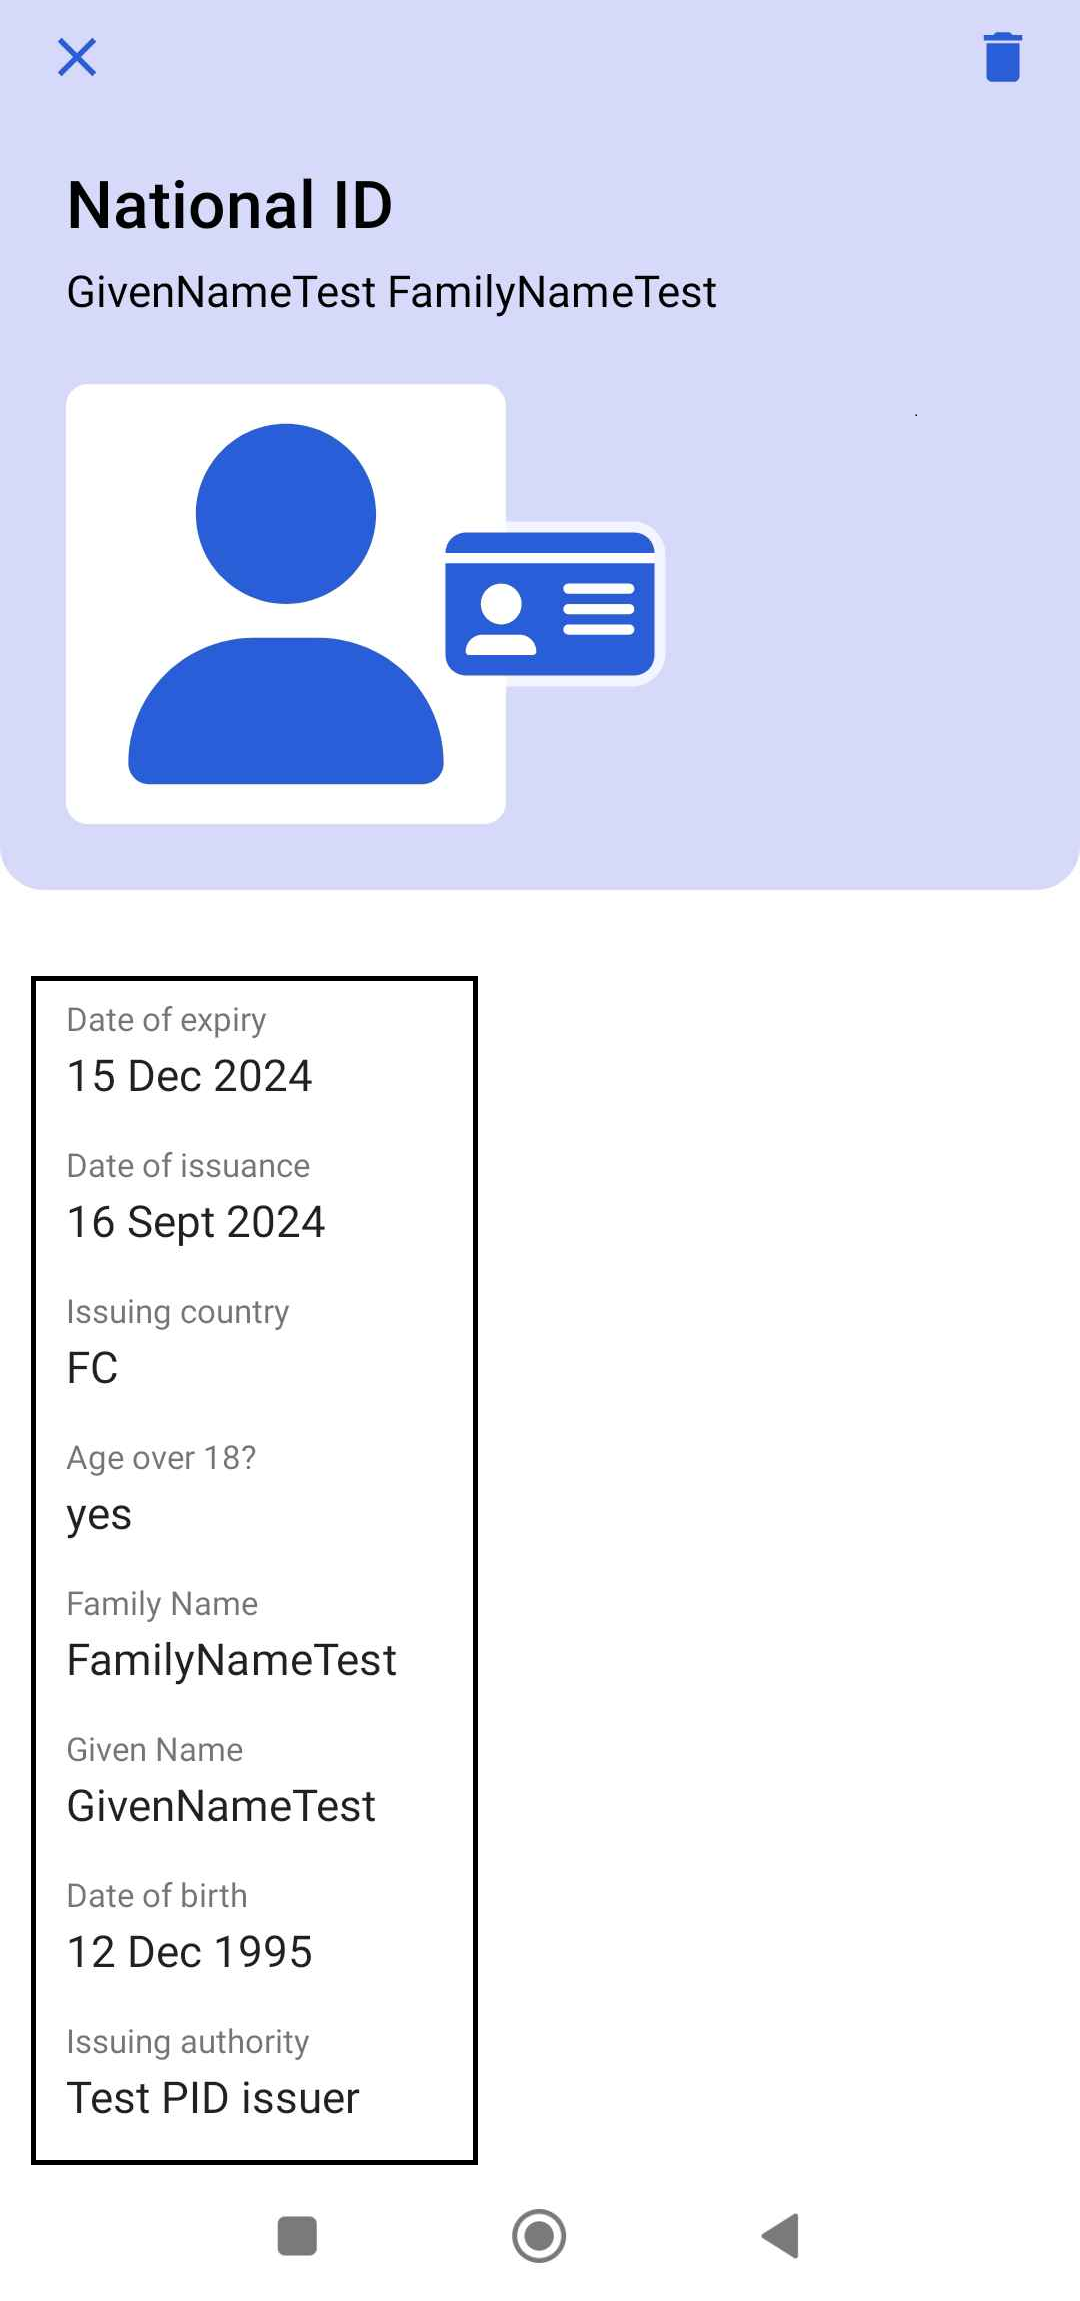 National ID
GivenNameTest FamilyNameTest
Date of expiry
15 Dec 2024
Date of issuance
16 Sept 2024
Issuing country
FC
Age over 18?
yes
Family Name
FamilyNameTest
Given Name
GivenNameTest
Date of birth
12 Dec 1995
Issuing authority
Test PID issuer